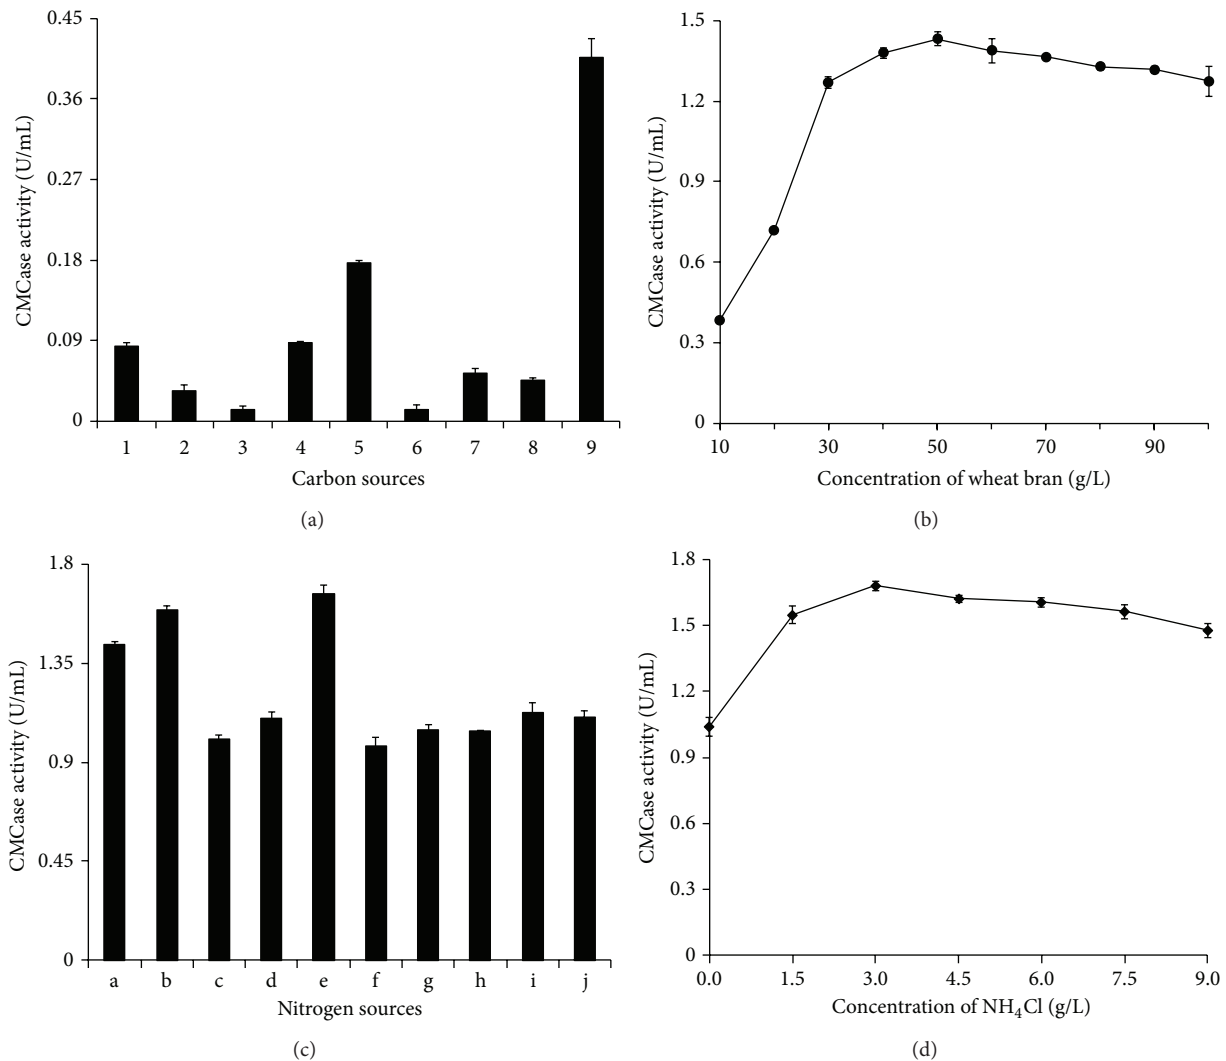 0.45
0.36
0.27
0.18
0.09
0
CMCase activity (U/mL)
1 2 3 4 5 6 7 8 9
Carbon sources
(a)
1.5
1.2
0.9
0.6
0.3
0
CMCase activity (U/mL)
10 30 50 70 90
Concentration of wheat bran (g/L)
(b)
1.8
1.35
0.9
0.45
0
CMCase activity (U/mL)
a b c d e f g h i j
Nitrogen sources
(c)
1.8
1.5
1.2
0.9
0.6
0.3
0
CMCase activity (U/mL)
0.0 1.5 3.0 4.5 6.0 7.5 9.0
Concentration of NH₄Cl (g/L)
(d)